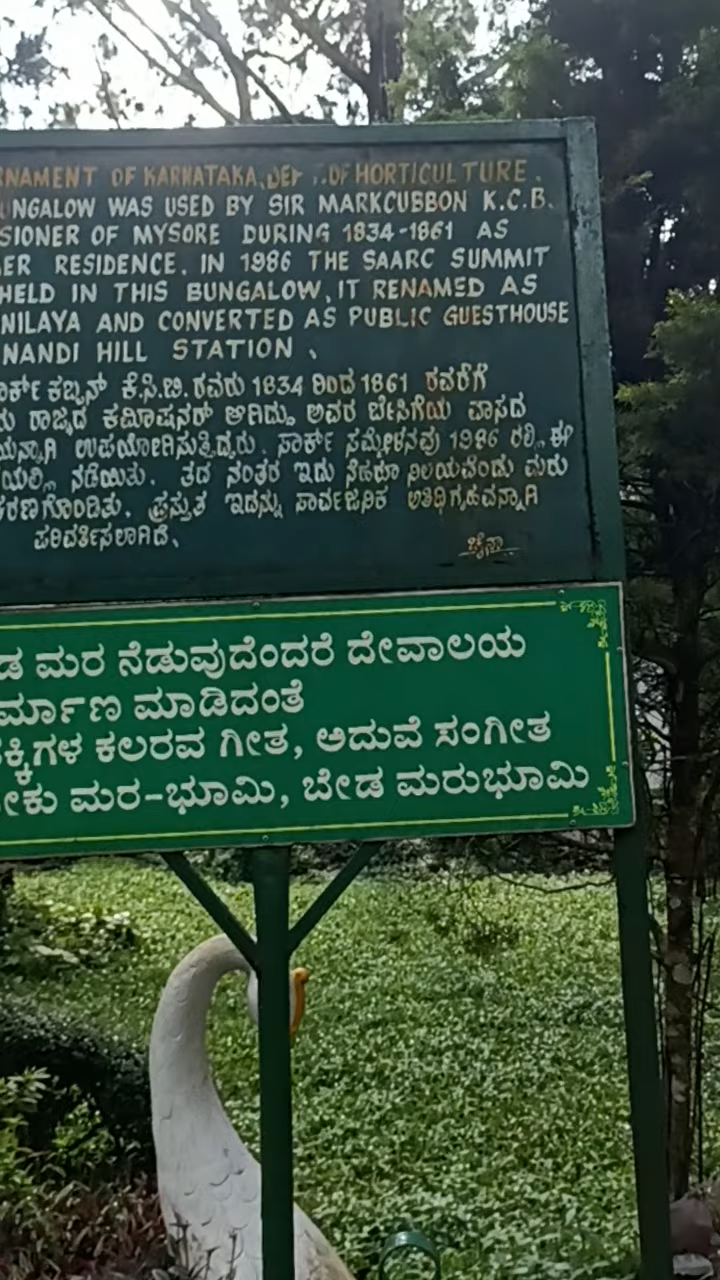 RNAMENT OF KARNATAKA, DEP . OF HORTICULTURE.
UNGALOW WAS USED BY SIR MARKCUBBON K.C.B.
SIONER OF MYSORE DURING 1834-1861 AS
ER RESIDENCE. IN 1986 THE SAARC SUMMIT
HELD IN THIS BUNGALOW, IT RENAMED AS
NILAYA AND CONVERTED AS PUBLIC GUESTHOUSE
NANDI HILL STATION.
ರ್ಕ್ ಕಬ್ಬನ್ ಕೆ.ಸಿ.ಬಿ. ರವರು 1834 ರಿಂದ 1861 ರವರೆಗೆ
ರು ರಾಜ್ಯದ ಕಮಿಾಷನರ್ ಆಗಿದ್ದು ಅವರ ಬೇಸಿಗೆಯ ವಾಸದ
ಯನ್ನಾಗಿ ಉಪಯೋಗಿಸುತ್ತಿದ್ದರು. ಸಾರ್ಕ್ ಸಮ್ಮೇಳನವು 1986 ರಲ್ಲಿ ಈ
ಯಲ್ಲಿ ನಡೆಯಿತು. ತದ ನಂತರ ಇದು ನೆಹರೂ ನಿಲಯವೆಂದು ಮರು
ಕರಣಗೊಂಡಿತು. ಪ್ರಸ್ತುತ ಇದನ್ನು ಸಾರ್ವಜನಿಕ ಅತಿಥಿಗೃಹವನ್ನಾಗಿ
ಪರಿವರ್ತಿಸಲಾಗಿದೆ.
ಡ ಮರ ನೆಡುವುದೆಂದರೆ ದೇವಾಲಯ
ರ್ಮಾಣ ಮಾಡಿದಂತೆ
ಕ್ಕಿಗಳ ಕಲರವ ಗೀತ, ಅದುವೆ ಸಂಗೀತ
ೇಕು ಮರ-ಭೂಮಿ, ಬೇಡ ಮರುಭೂಮಿ